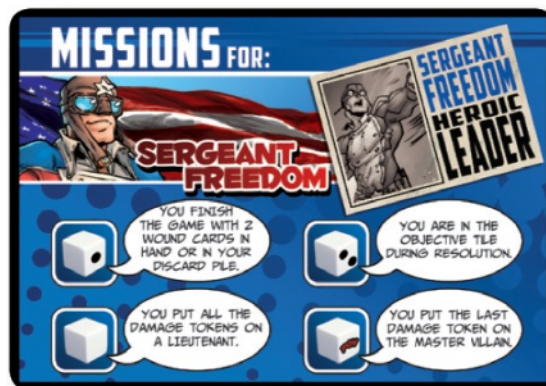 MISSIONS FOR:
SERGEANT
FREEDOM
HEROIC
LEADER
SERGEANT
FREEDOM
YOU FINISH
THE GAME WITH 2
WOUND CARDS IN
HAND OR IN YOUR
DISCARD PILE.
YOU ARE IN THE
OBJECTIVE TILE
DURING RESOLUTION.
YOU PUT ALL THE
DAMAGE TOKENS ON
A LIEUTENANT.
YOU PUT THE LAST
DAMAGE TOKEN ON
THE MASTER VILLAIN.